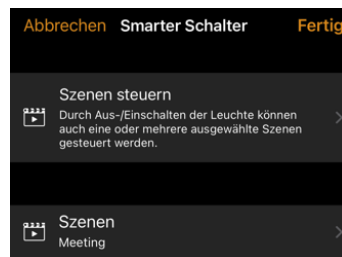 Abbrechen Smarter Schalter Fertig
Szenen steuern
Durch Aus-/Einschalten der Leuchte können
auch eine oder mehrere ausgewählte Szenen
gesteuert werden.
Szenen
Meeting